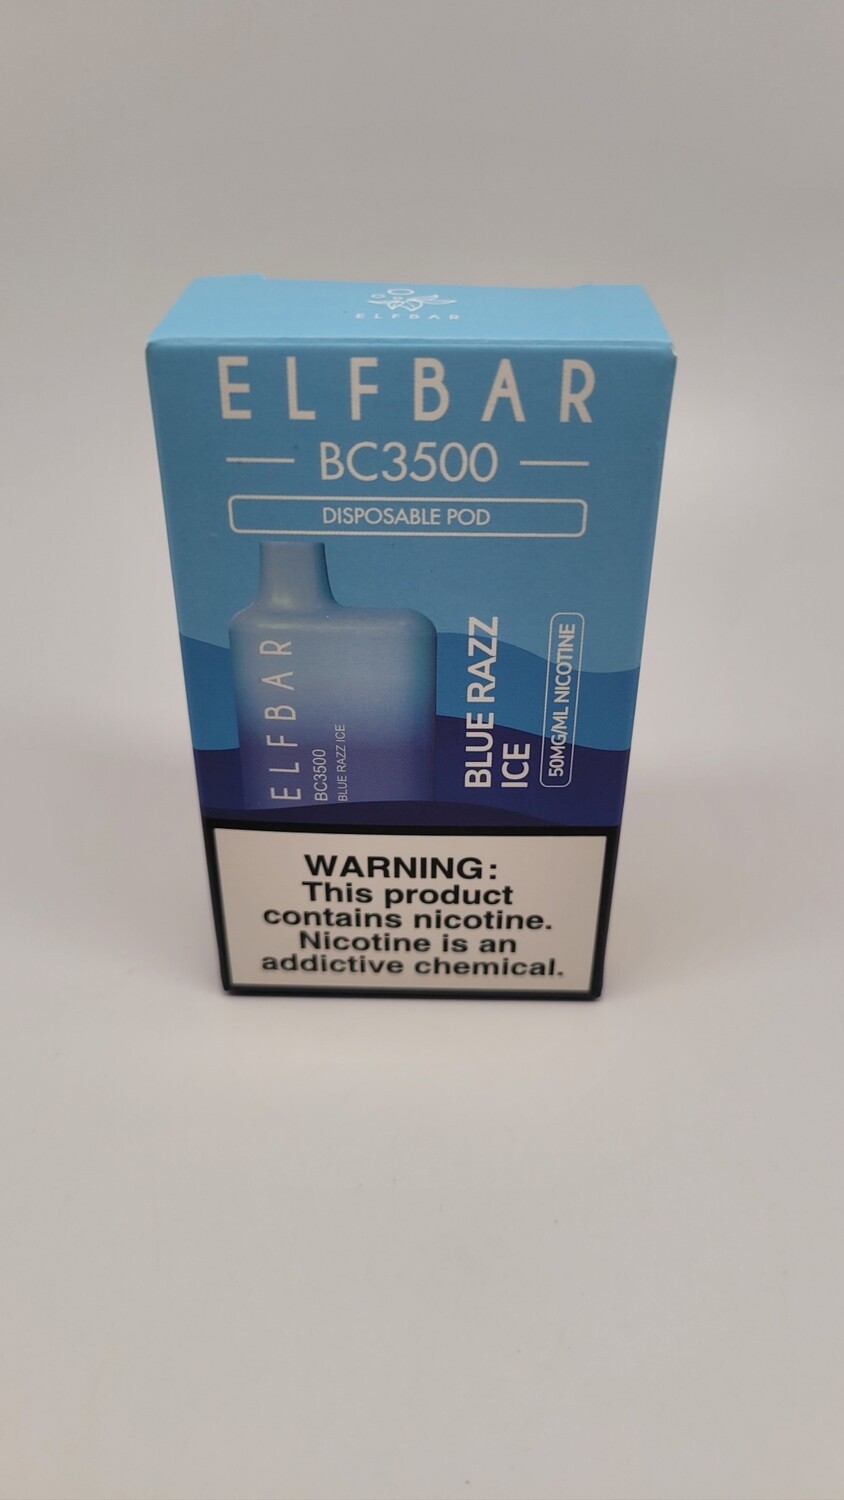 ELFBAR
ELFBAR
BC3500
DISPOSABLE POD
ELFBAR
BC3500
BLUE RAZZ ICE
BLUE RAZZ
ICE
50MG/ML NICOTINE
WARNING:
This product
contains nicotine.
Nicotine is an
addictive chemical.